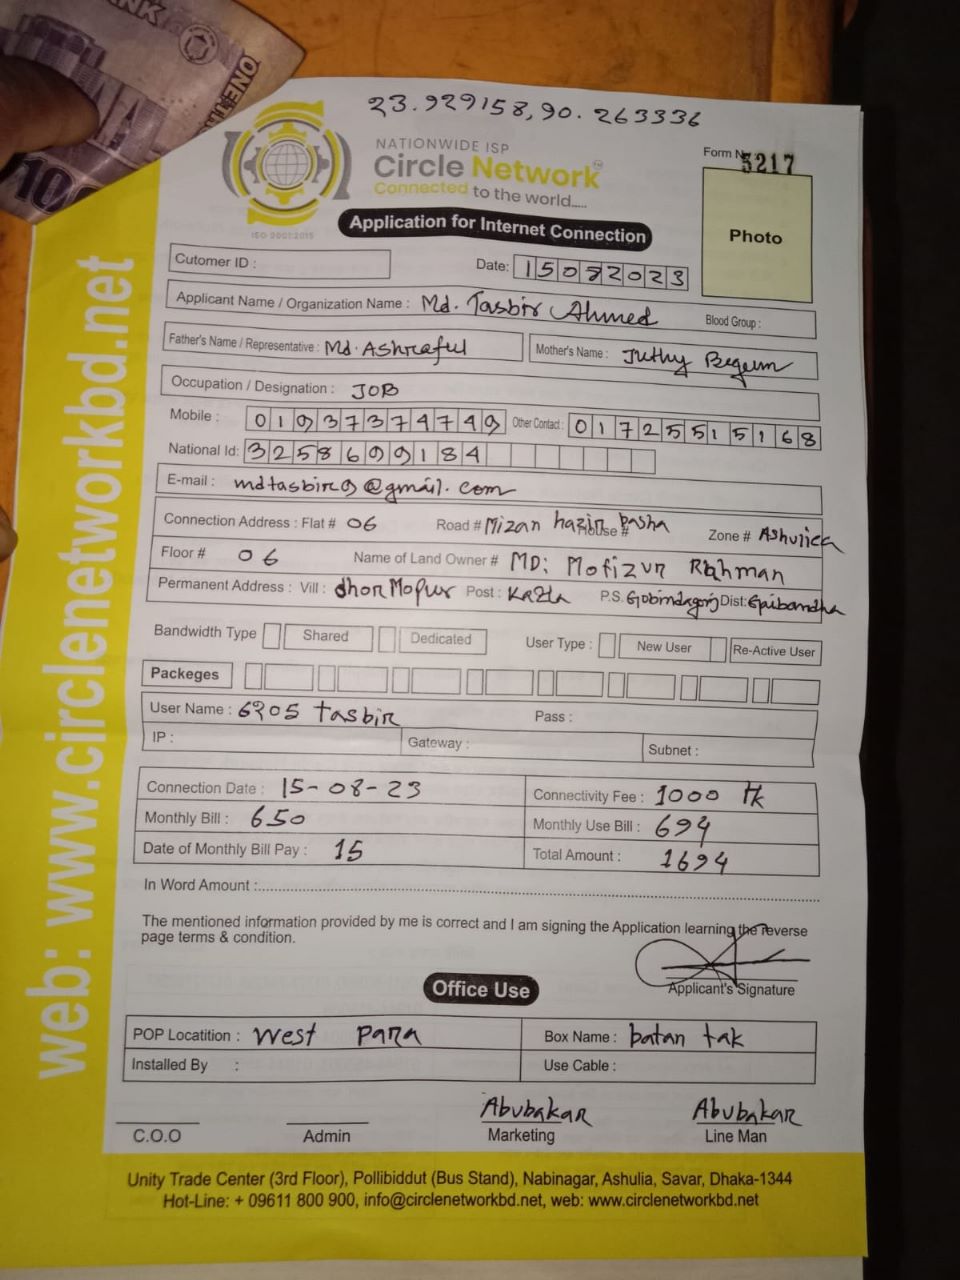 NK
ONE T
100
23.929158,90.263336
NATIONWIDE ISP
Circle Network
Connected to the world.....
ISO 9001:2015
Form N 5217
Photo
Application for Internet Connection
Cutomer ID :
Date: 15082023
Applicant Name / Organization Name : Md. Tasbir Ahmed Blood Group :
Father's Name / Representative : Md. Ashraful Mother's Name : Juthy Begum
Occupation / Designation : JOB
Mobile : 01937374749 Other Contact : 01725515168
National Id: 3258699184
E-mail : mdtasbir9@gmail.com
Connection Address : Flat # 06 Road # Mizan hazir basha House # Zone # Ashuliea
Floor # 06 Name of Land Owner # MD: Mofizur Rahman
Permanent Address : Vill : dhormopur Post : Kazla P.S. Gobindagonj Dist: Gaibandha
Bandwidth Type Shared Dedicated User Type : New User Re-Active User
Packeges
User Name : 6205 tasbir Pass :
IP : Gateway : Subnet :
Connection Date : 15-08-23 Connectivity Fee : 1000 Tk
Monthly Bill : 650 Monthly Use Bill : 694
Date of Monthly Bill Pay : 15 Total Amount : 1694
In Word Amount :
The mentioned information provided by me is correct and I am signing the Application learning the reverse
page terms & condition.
Applicant's Signature
Office Use
POP Locatition : West para Box Name : batan tak
Installed By : Use Cable :
Abubakar Abubakar
C.O.O Admin Marketing Line Man
Unity Trade Center (3rd Floor), Pollibiddut (Bus Stand), Nabinagar, Ashulia, Savar, Dhaka-1344
Hot-Line: + 09611 800 900, info@circlenetworkbd.net, web: www.circlenetworkbd.net
web: www.circlenetworkbd.net